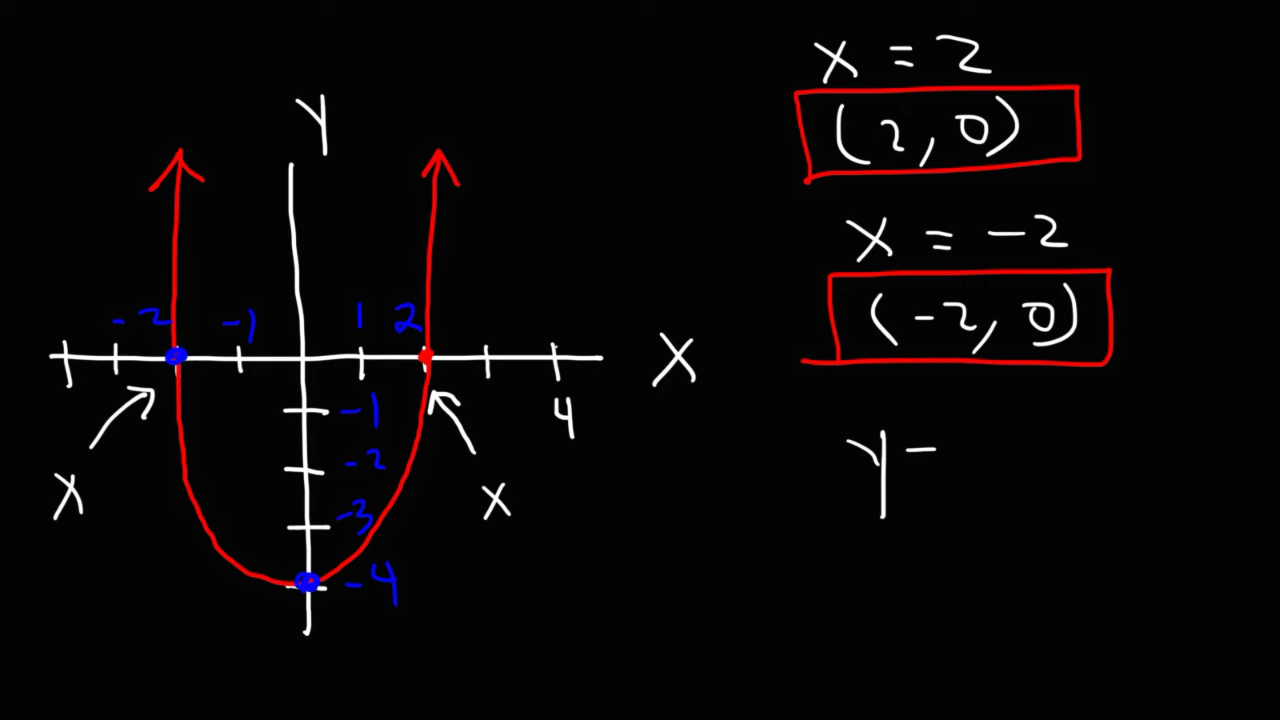 Y
-2 -1 1 2
X
-1
4
-2
X
X
-3
-4
x = 2
(2, 0)
x = -2
(-2, 0)
y-